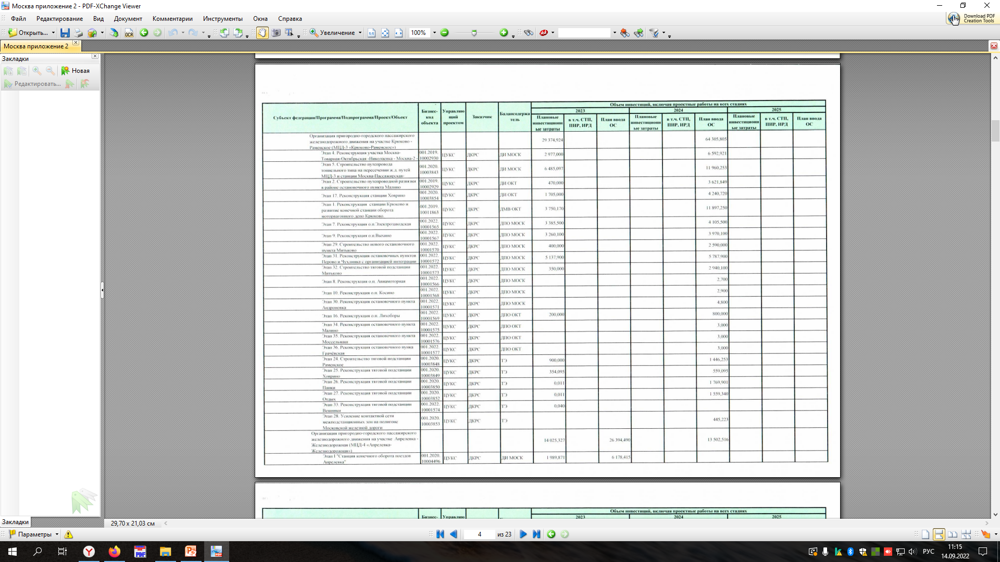 Москва приложение 2 - PDF-XChange Viewer
Файл Редактирование Вид Документ Комментарии Инструменты Окна Справка
Download PDF
Creation Tools
Открыть... OCR Увеличение 1:1 100% Ask
Москва приложение 2
Закладки
Новая
Редактировать...
Субъект федерации/Программа/Подпрограмма/Проект/Объект
Бизнес-
код
объекта
Управляю
щий
проектом
Заказчик
Балансодержа
тель
Объем инвестиций, включая проектные работы на всех стадиях
2023 2024 2025
Плановые
инвестиционн
ые затраты
в т.ч. СТП,
ПИР, ИРД
План ввода
ОС
Плановые
инвестиционн
ые затраты
в т.ч. СТП,
ПИР, ИРД
План ввода
ОС
Плановые
инвестиционн
ые затраты
в т.ч. СТП,
ПИР, ИРД
План ввода
ОС
Организация пригородно-городского пассажирского
железнодорожного движения на участке Крюково -
Раменское (МЦД-3 «Крюково-Раменское»)
29 374,924 64 305,805
Этап 4. Реконструкция участка Москва-
Товарная-Октябрьская -Николаевка - Москва-2 -
001.2019.
10002930
ЦУКС ДКРС ДИ МОСК 2 977,000 6 592,921
Этап 5. Строительство путепровода
тоннельного типа на пересечении ж.д. путей
МЦД-3 и станции Москва-Пассажирская-
001.2020.
10003843
ЦУКС ДКРС ДИ МОСК 6 485,097 11 960,253
Этап 2. Строительство путепроводной развязки
в районе остановочного пункта Малино
001.2019.
10002929
ЦУКС ДКРС ДИ ОКТ 470,000 3 621,849
Этап 17. Реконструкция станции Ховрино
001.2020.
10003854
ЦУКС ДКРС ДИ ОКТ 1 705,000 4 240,720
Этап 1. Реконструкция станции Крюково и
развитие конечной станции оборота
моторвагонного депо Крюково.
001.2019.
10011863
ЦУКС ДКРС ДМВ ОКТ 3 750,170 11 897,250
Этап 7. Реконструкция о.п.Электрозаводская
001.2022.
10001565
ЦУКС ДКРС ДПО МОСК 3 385,500 4 105,500
Этап 9. Реконструкция о.п.Выхино
001.2022.
10001567
ЦУКС ДКРС ДПО МОСК 3 260,100 3 970,100
Этап 29. Строительство нового остановочного
пункта Митьково
001.2022.
10001570
ЦУКС ДКРС ДПО МОСК 400,000 2 590,000
Этап 31. Реконструкция остановочных пунктов
Перово и Чухлинка с организацией интеграции
001.2022.
10001572
ЦУКС ДКРС ДПО МОСК 5 137,900 5 787,900
Этап 32. Строительство тяговой подстанции
Митьково
001.2022.
10001573
ЦУКС ДКРС ДПО МОСК 350,000 2 940,100
Этап 8. Реконструкция о.п. Авиамоторная
001.2022.
10001566
ЦУКС ДКРС ДПО МОСК 2,700
Этап 10. Реконструкция о.п. Косино
001.2022.
10001568
ЦУКС ДКРС ДПО МОСК 2,900
Этап 30. Реконструкция остановочного пункта
Андроновка
001.2022.
10001571
ЦУКС ДКРС ДПО МОСК 4,800
Этап 16. Реконструкция о.п. Лихоборы
001.2022.
10001569
ЦУКС ДКРС ДПО ОКТ 200,000 800,000
Этап 34. Реконструкция остановочного пункта
Малино
001.2022.
10001575
ЦУКС ДКРС ДПО ОКТ 3,000
Этап 35. Реконструкция остановочного пункта
Моссельмаш
001.2022.
10001576
ЦУКС ДКРС ДПО ОКТ 3,000
Этап 36. Реконструкция остановочного пунка
Грачёвская
001.2022.
10001577
ЦУКС ДКРС ДПО ОКТ 3,000
Этап 24. Строительство тяговой подстанции
Раменское
001.2020.
10003848
ЦУКС ДКРС ТЭ 900,000 1 446,253
Этап 25. Реконструкция тяговой подстанции
Ховрино
001.2020.
10003849
ЦУКС ДКРС ТЭ 354,095 559,095
Этап 26. Реконструкция тяговой подстанции
Панки
001.2020.
10003850
ЦУКС ДКРС ТЭ 0,011 1 769,901
Этап 27. Реконструкция тяговой подстанции
Отдых
001.2020.
10003852
ЦУКС ДКРС ТЭ 0,011 1 559,340
Этап 33. Реконструкция тяговой подстанции
Вешняки
001.2022.
10001574
ЦУКС ДКРС ТЭ 0,040
Этап 28. Усиление контактной сети
межподстанционных зон на полигоне
Московской железной дороги
001.2020.
10003853
ЦУКС ДКРС ТЭ 445,223
Организация пригородно-городского пассажирского
железнодорожного движения на участке Апрелевка -
Железнодорожная (МЦД-4 «Апрелевка-
Железнодорожная»)
14 025,327 26 394,490 13 502,516
Этап 1 "Станция конечного оборота поездов
Апрелевка"
001.2020.
10004496
ЦУКС ДКРС ДИ МОСК 1 989,871 6 178,415
Объем инвестиций, включая проектные работы на всех стадиях
Бизнес- Управляю 2023 2024 2025
Закладки
29,70 x 21,03 см
Параметры
4 из 23
РУС
11:15
14.09.2022